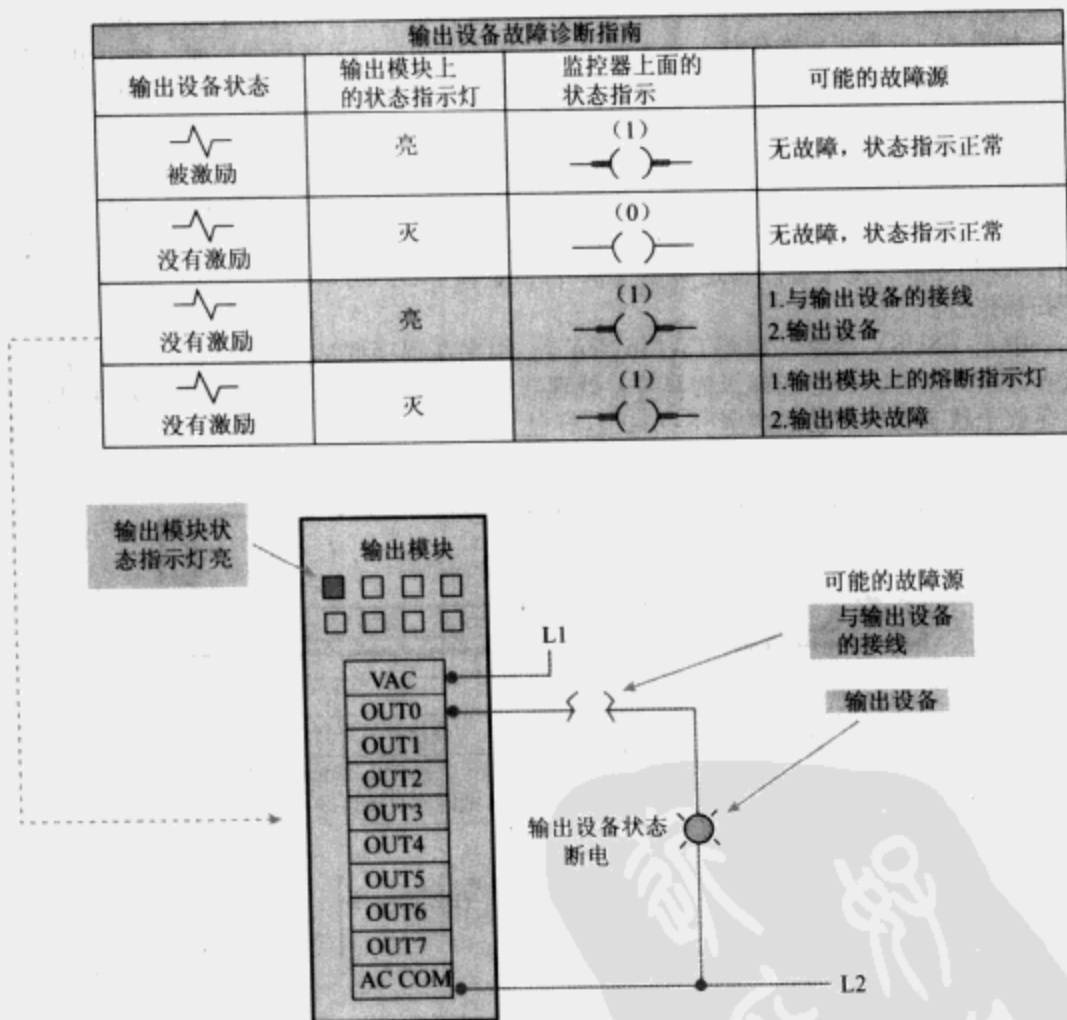 输出设备故障诊断指南
输出设备状态
输出模块上
的状态指示灯
监控器上面的
状态指示
可能的故障源
被激励
亮
(1)
无故障，状态指示正常
没有激励
灭
(0)
无故障，状态指示正常
没有激励
亮
(1)
1.与输出设备的接线
2.输出设备
没有激励
灭
(1)
1.输出模块上的熔断指示灯
2.输出模块故障
输出模块状
态指示灯亮
输出模块
可能的故障源
与输出设备
的接线
L1
VAC
输出设备
OUT0
OUT1
OUT2
OUT3
输出设备状态
断电
OUT4
OUT5
OUT6
OUT7
AC COM
L2